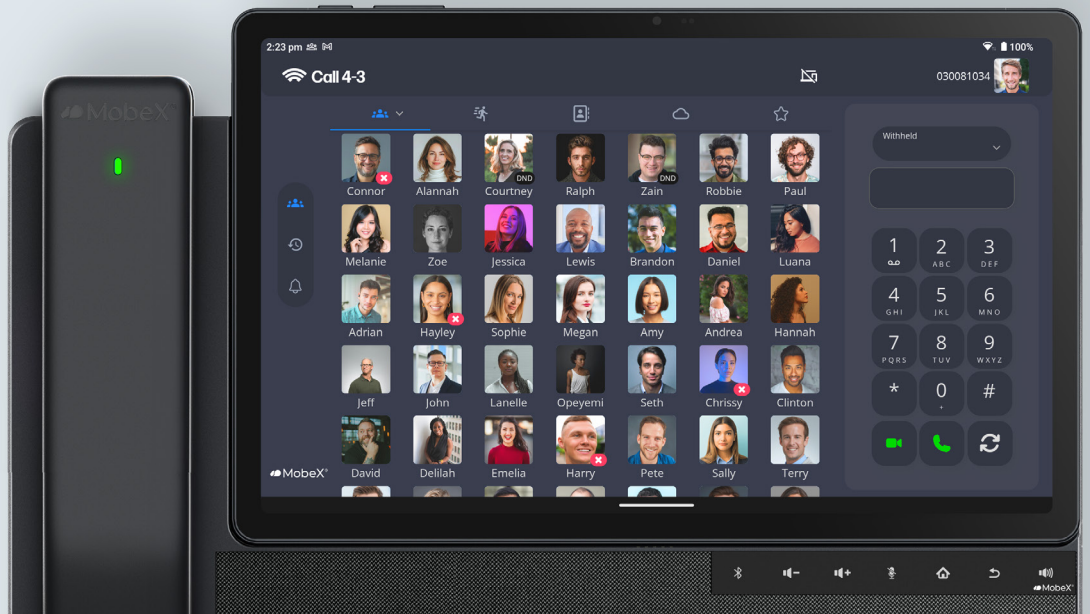 MobeX
2:23 pm 100%
Call 4-3 030081034
Withheld
DND DND
Connor Alannah Courtney Ralph Zain Robbie Paul
Melanie Zoe Jessica Lewis Brandon Daniel Luana
Adrian Hayley Sophie Megan Amy Andrea Hannah
Jeff John Lanelle Opeyemi Seth Chrissy Clinton
David Delilah Emelia Harry Pete Sally Terry
MobeX®
1 2 3
ABC DEF
4 5 6
GHI JKL MNO
7 8 9
PQRS TUV WXYZ
* 0 #
+
MobeX®